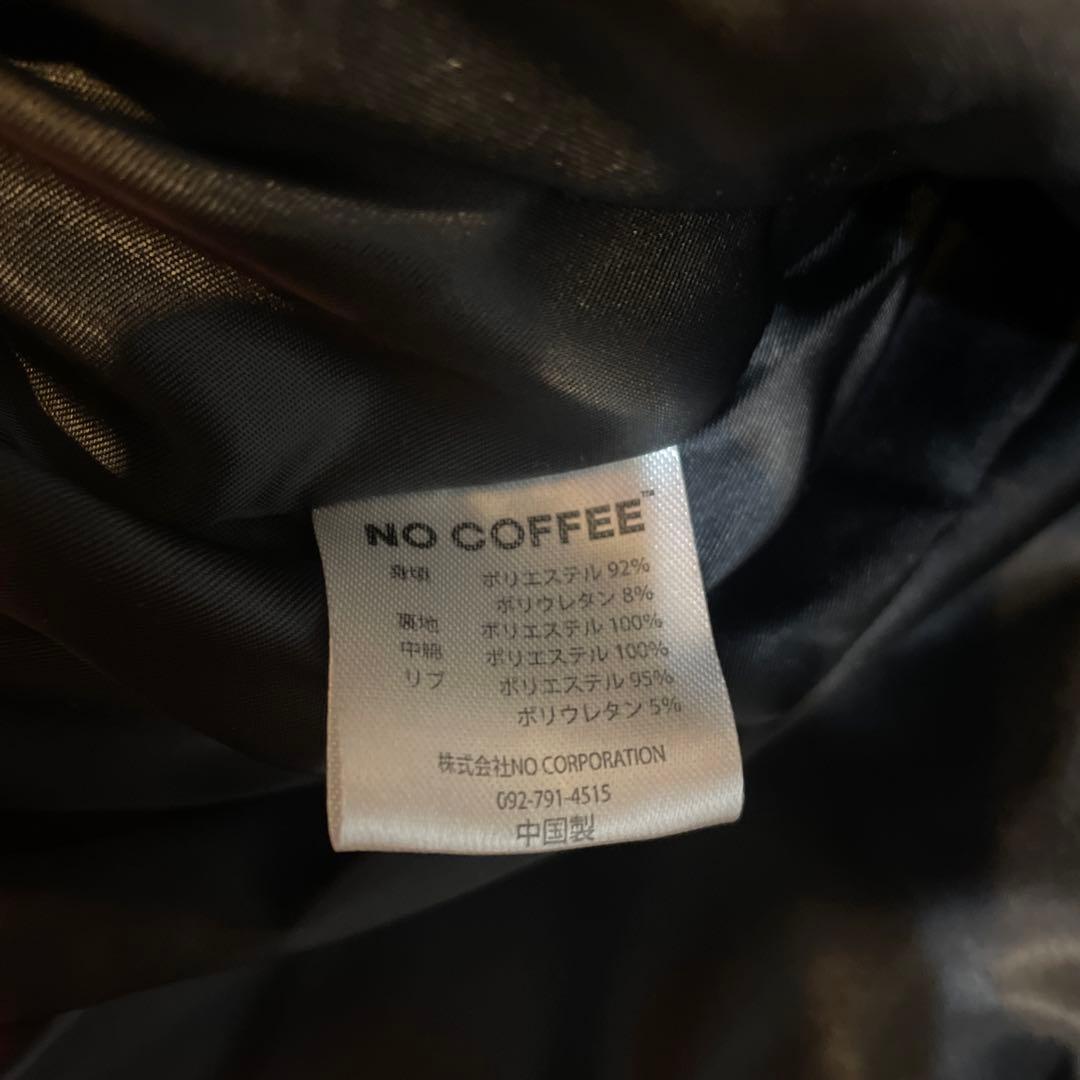 NO COFFEE™
身頃 ポリエステル 92%
ポリウレタン 8%
裏地 ポリエステル 100%
中綿 ポリエステル 100%
リブ ポリエステル 95%
ポリウレタン 5%
株式会社NO CORPORATION
092-791-4515
中国製